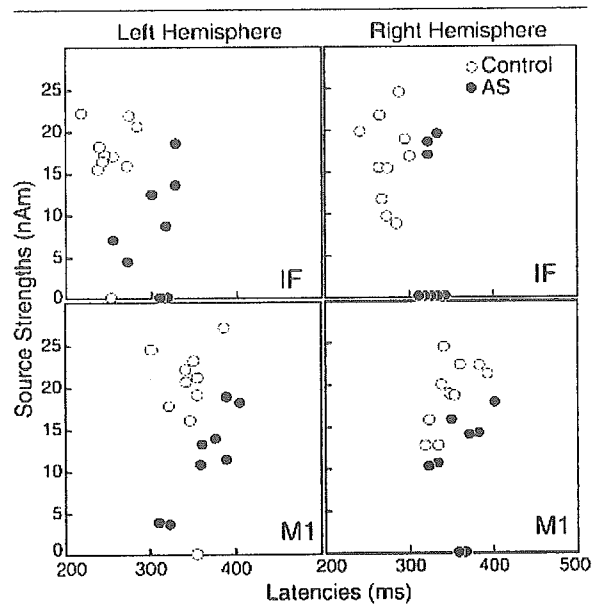 Left Hemisphere Right Hemisphere
Control
AS
Source Strengths (nAm)
25
20
15
10
5
0
IF
IF
25
20
15
10
5
0
M1
M1
200 300 400 200 300 400 500
Latencies (ms)